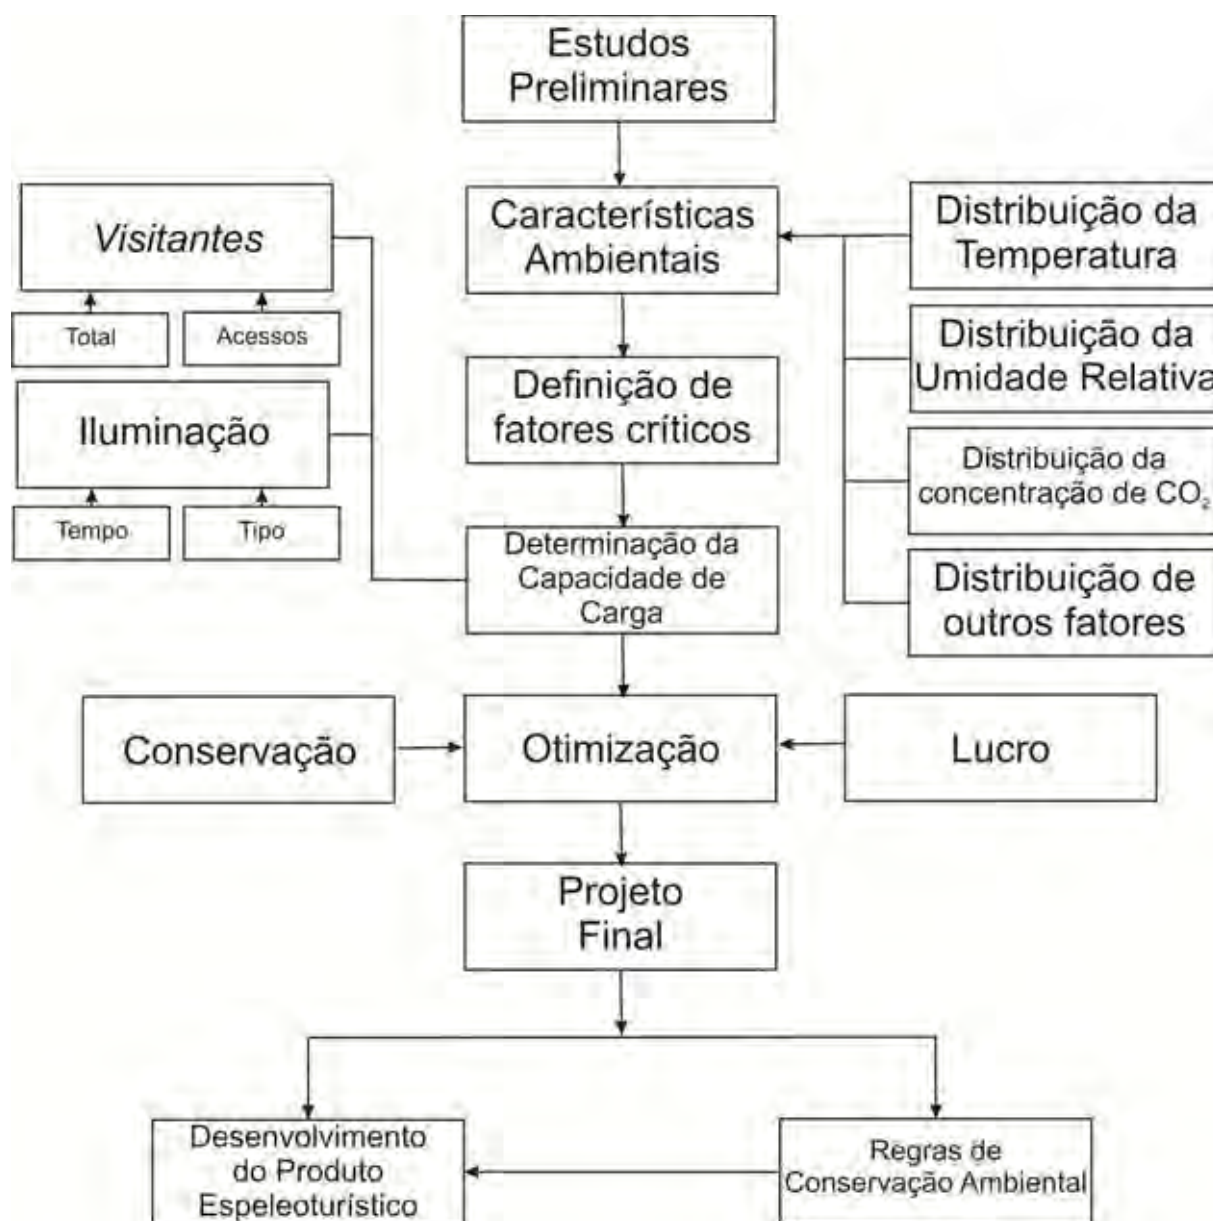 Estudos
Preliminares
Visitantes
Total
Acessos
Iluminação
Tempo
Tipo
Características
Ambientais
Definição de
fatores críticos
Determinação da
Capacidade de
Carga
Distribuição da
Temperatura
Distribuição da
Umidade Relativa
Distribuição da
concentração de CO₂
Distribuição de
outros fatores
Conservação
Otimização
Lucro
Projeto
Final
Desenvolvimento
do Produto
Espeleoturístico
Regras de
Conservação Ambiental